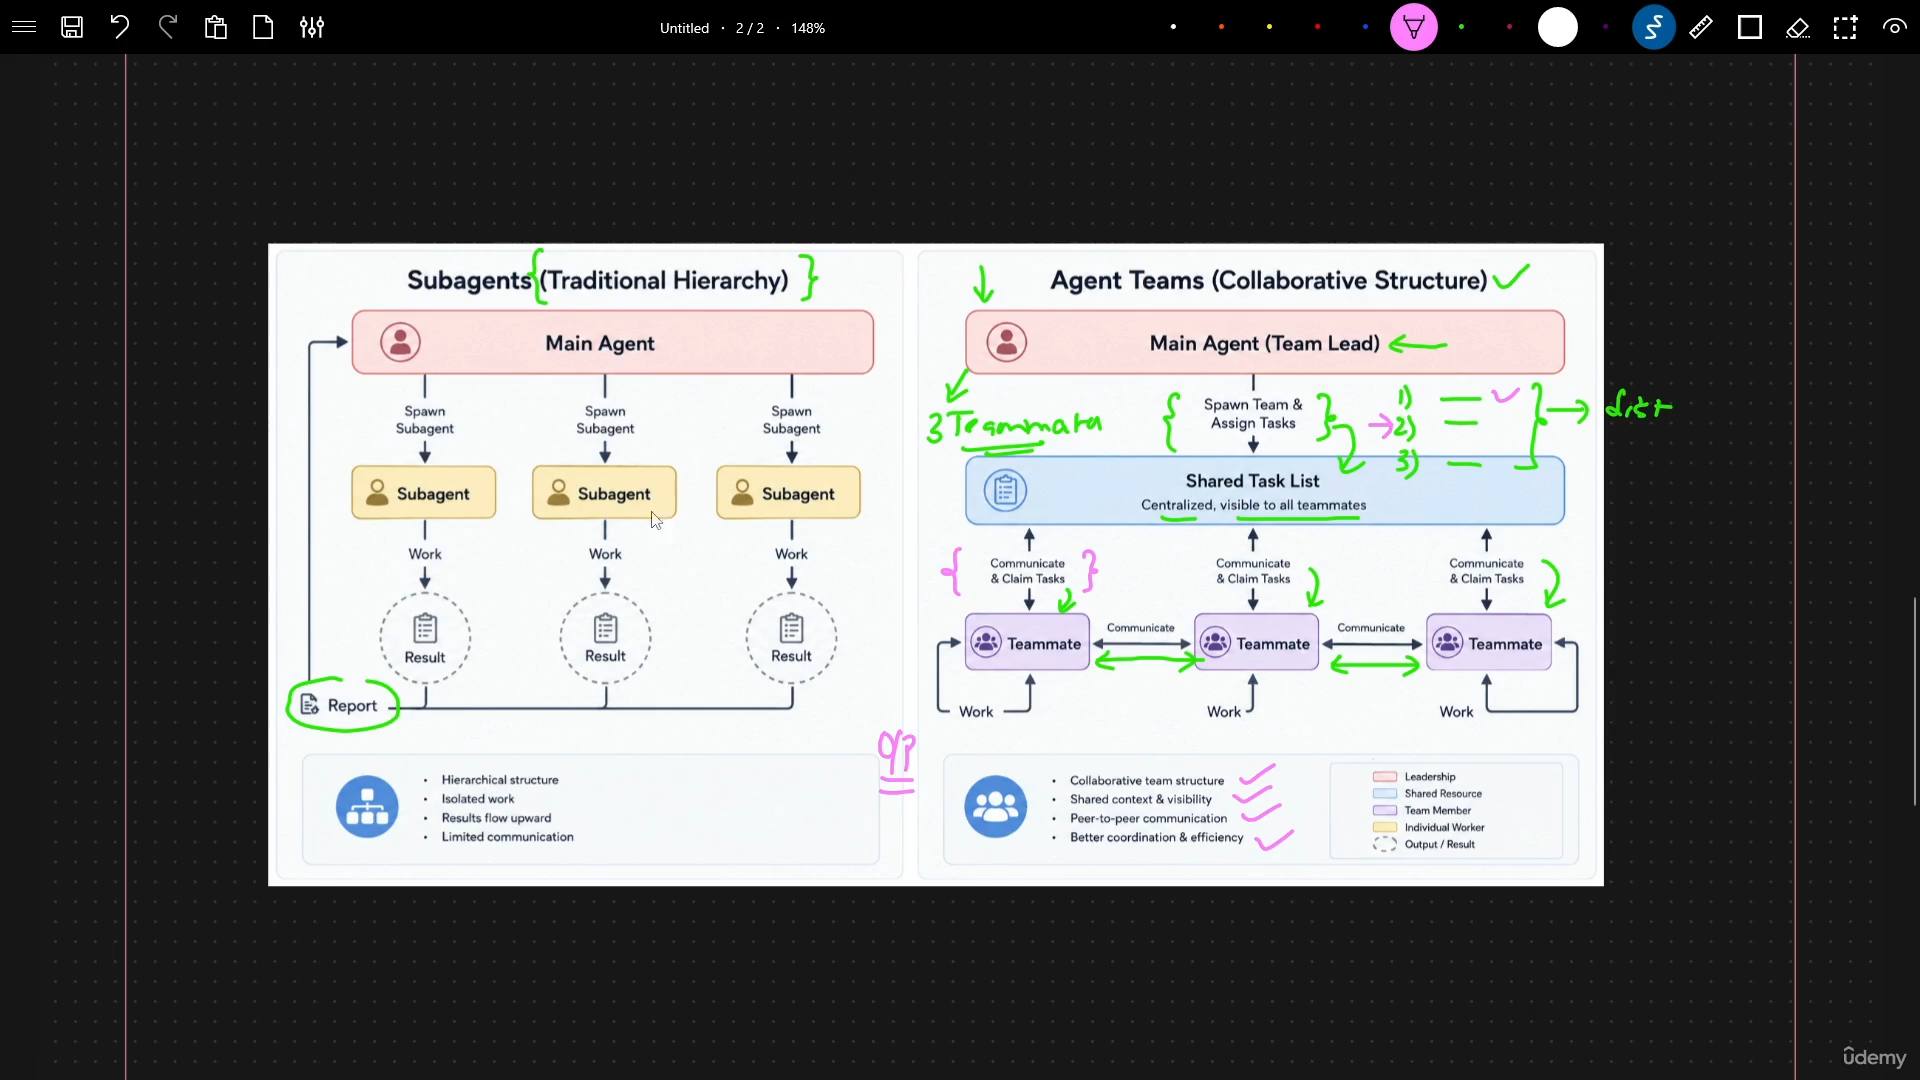 Untitled · 2 / 2 · 148%
Subagents (Traditional Hierarchy)
Main Agent
Spawn Subagent
Spawn Subagent
Spawn Subagent
Subagent
Subagent
Subagent
Work
Work
Work
Result
Result
Result
Report
• Hierarchical structure
• Isolated work
• Results flow upward
• Limited communication
O/P
Agent Teams (Collaborative Structure)
Main Agent (Team Lead)
Spawn Team &
Assign Tasks
1)
2)
3)
Shared Task List
Centralized, visible to all teammates
Communicate
& Claim Tasks
Communicate
& Claim Tasks
Communicate
& Claim Tasks
Teammate
Communicate
Teammate
Communicate
Teammate
Work
Work
Work
• Collaborative team structure
• Shared context & visibility
• Peer-to-peer communication
• Better coordination & efficiency
Leadership
Shared Resource
Team Member
Individual Worker
Output / Result
udemy